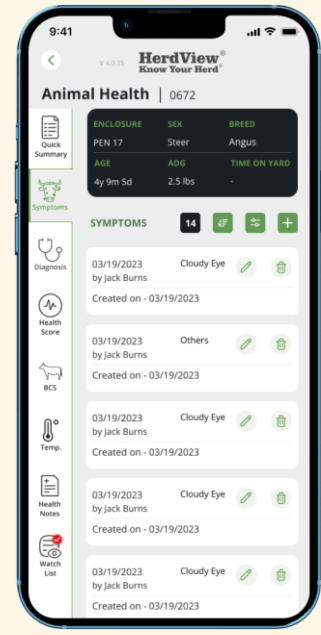 9:41
V 4.0.35 HerdView®
Know Your Herd®
Animal Health | 0672
Quick
Summary
Symptoms
Diagnosis
Health
Score
BCS
Temp.
Health
Notes
Watch
List
ENCLOSURE SEX BREED
PEN 17 Steer Angus
AGE ADG TIME ON YARD
4y 9m 5d 2.5 lbs -
SYMPTOMS 14
03/19/2023 Cloudy Eye
by Jack Burns
Created on - 03/19/2023
03/19/2023 Others
by Jack Burns
Created on - 03/19/2023
03/19/2023 Cloudy Eye
by Jack Burns
Created on - 03/19/2023
03/19/2023 Cloudy Eye
by Jack Burns
Created on - 03/19/2023
03/19/2023 Cloudy Eye
by Jack Burns
Created on - 03/19/2023